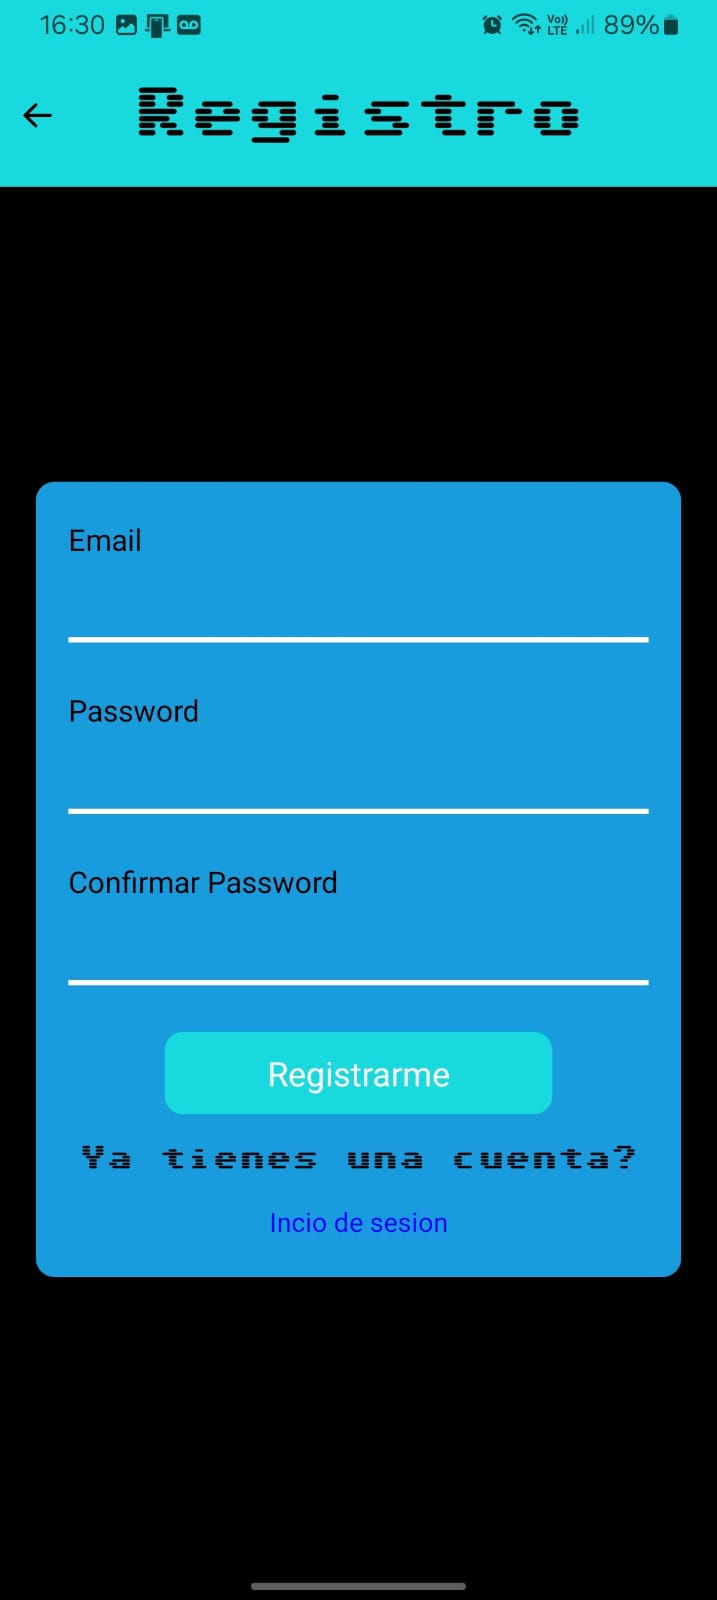 16:30 Vo)) LTE 89%
Registro
Email
Password
Confirmar Password
Registrarme
Ya tienes una cuenta?
Incio de sesion